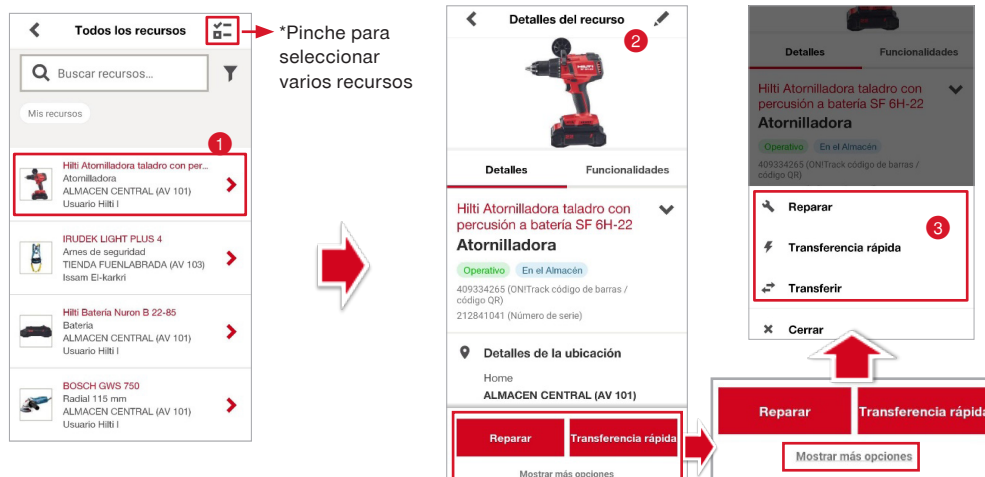 Todos los recursos
*Pinche para
seleccionar
varios recursos
Buscar recursos...
Mis recursos
1
Hilti Atornilladora taladro con per...
Atornilladora
ALMACEN CENTRAL (AV 101)
Usuario Hilti I
IRUDEK LIGHT PLUS 4
Arnes de seguridad
TIENDA FUENLABRADA (AV 103)
Issam El-karkri
Hilti Batería Nuron B 22-85
Bateria
ALMACEN CENTRAL (AV 101)
Usuario Hilti I
BOSCH GWS 750
Radial 115 mm
ALMACEN CENTRAL (AV 101)
Usuario Hilti I
Detalles del recurso
2
Detalles
Funcionalidades
Hilti Atornilladora taladro con
percusión a batería SF 6H-22
Atornilladora
Operativo
En el Almacén
409334265 (ON!Track código de barras /
código QR)
212841041 (Número de serie)
Detalles de la ubicación
Home
ALMACEN CENTRAL (AV 101)
Reparar
Transferencia rápida
Mostrar más opciones
Detalles
Funcionalidades
Hilti Atornilladora taladro con
percusión a batería SF 6H-22
Atornilladora
Operativo
En el Almacén
409334265 (ON!Track código de barras /
código QR)
Reparar
3
Transferencia rápida
Transferir
Cerrar
Reparar
Transferencia rápida
Mostrar más opciones